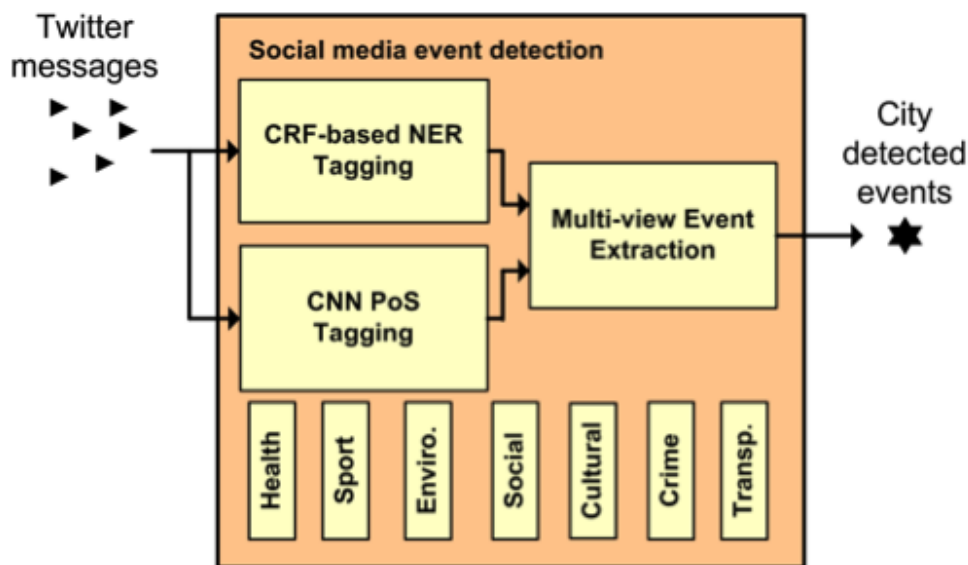 Twitter
messages
Social media event detection
CRF-based NER
Tagging
CNN PoS
Tagging
Multi-view Event
Extraction
City
detected
events
Health
Sport
Enviro.
Social
Cultural
Crime
Transp.